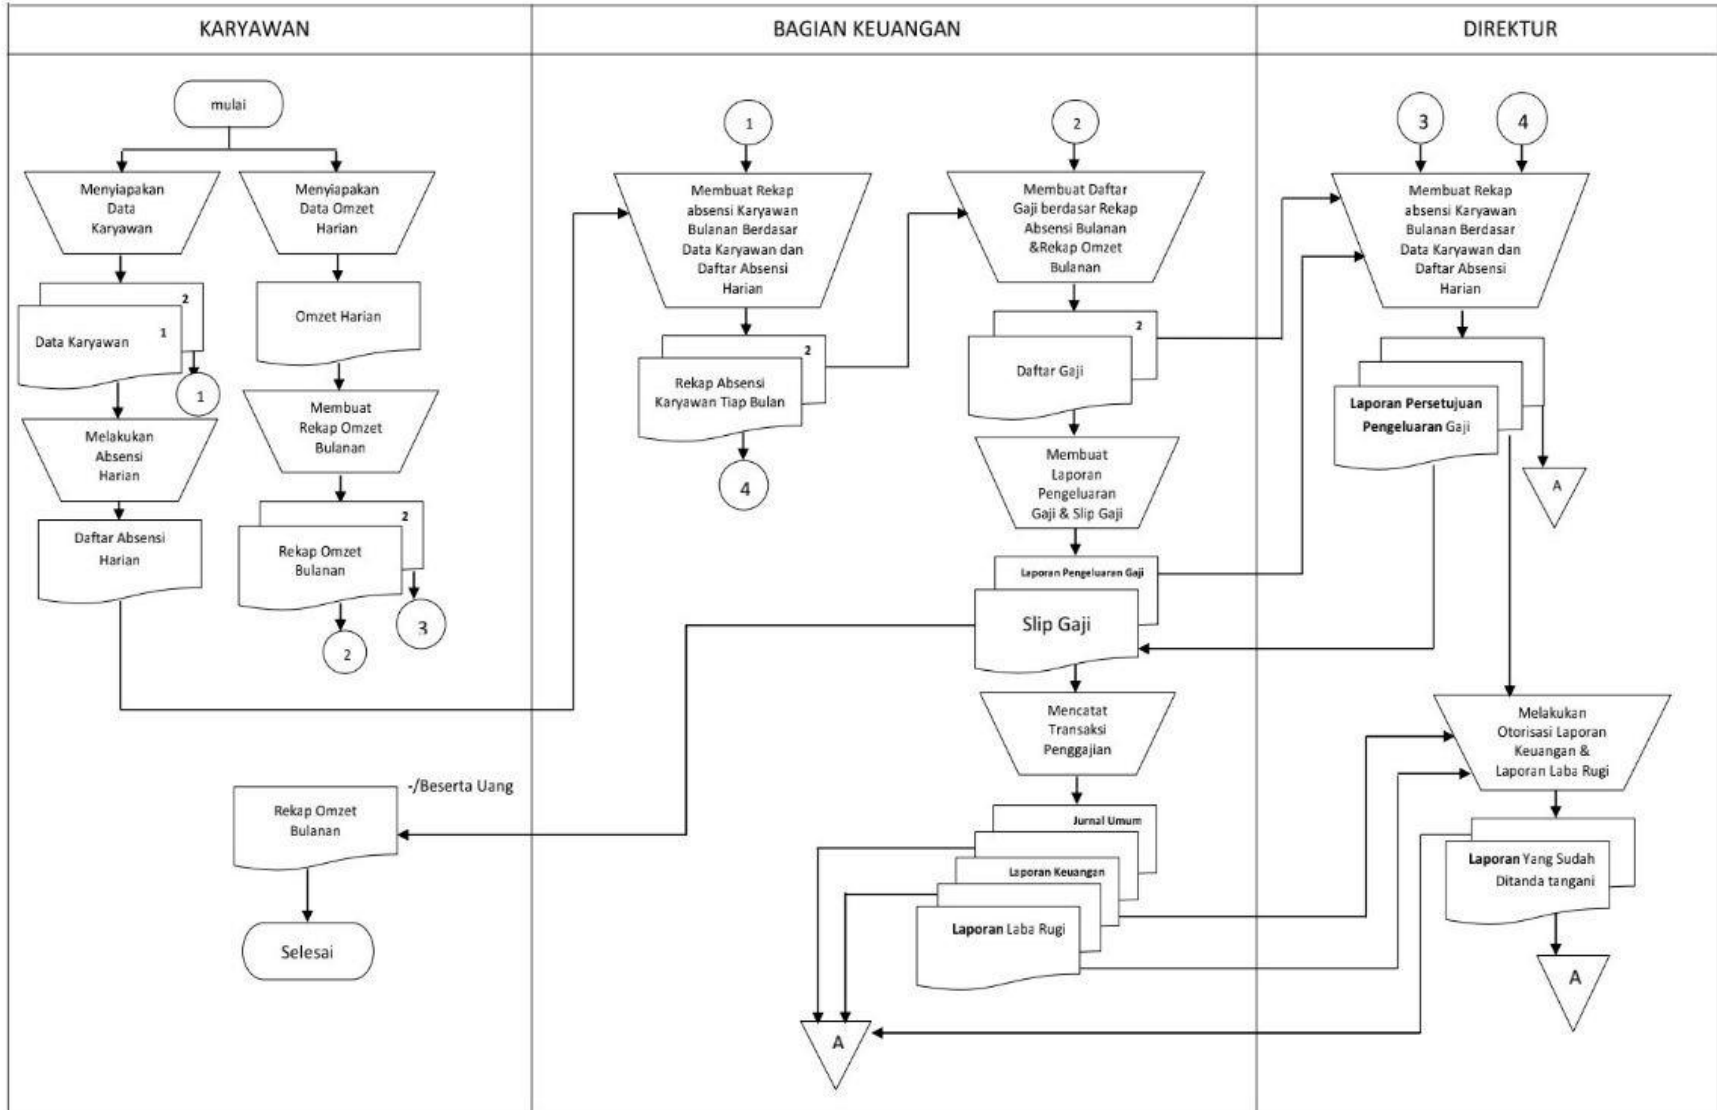 KARYAWAN
BAGIAN KEUANGAN
DIREKTUR
mulai
Menyiapakan
Data
Karyawan
Menyiapakan
Data Omzet
Harian
2
Data Karyawan
1
1
Omzet Harian
Melakukan
Absensi
Harian
Membuat
Rekap Omzet
Bulanan
Daftar Absensi
Harian
2
Rekap Omzet
Bulanan
3
2
-/Beserta Uang
Rekap Omzet
Bulanan
Selesai
1
Membuat Rekap
absensi Karyawan
Bulanan Berdasar
Data Karyawan dan
Daftar Absensi
Harian
2
Rekap Absensi
Karyawan Tiap Bulan
4
2
Membuat Daftar
Gaji berdasar Rekap
Absensi Bulanan
&Rekap Omzet
Bulanan
2
Daftar Gaji
Membuat
Laporan
Pengeluaran
Gaji & Slip Gaji
Laporan Pengeluaran Gaji
Slip Gaji
Mencatat
Transaksi
Penggajian
Jurnal Umum
Laporan Keuangan
Laporan Laba Rugi
A
3
4
Membuat Rekap
absensi Karyawan
Bulanan Berdasar
Data Karyawan dan
Daftar Absensi
Harian
Laporan Persetujuan
Pengeluaran Gaji
A
Melakukan
Otorisasi Laporan
Keuangan &
Laporan Laba Rugi
Laporan Yang Sudah
Ditanda tangani
A